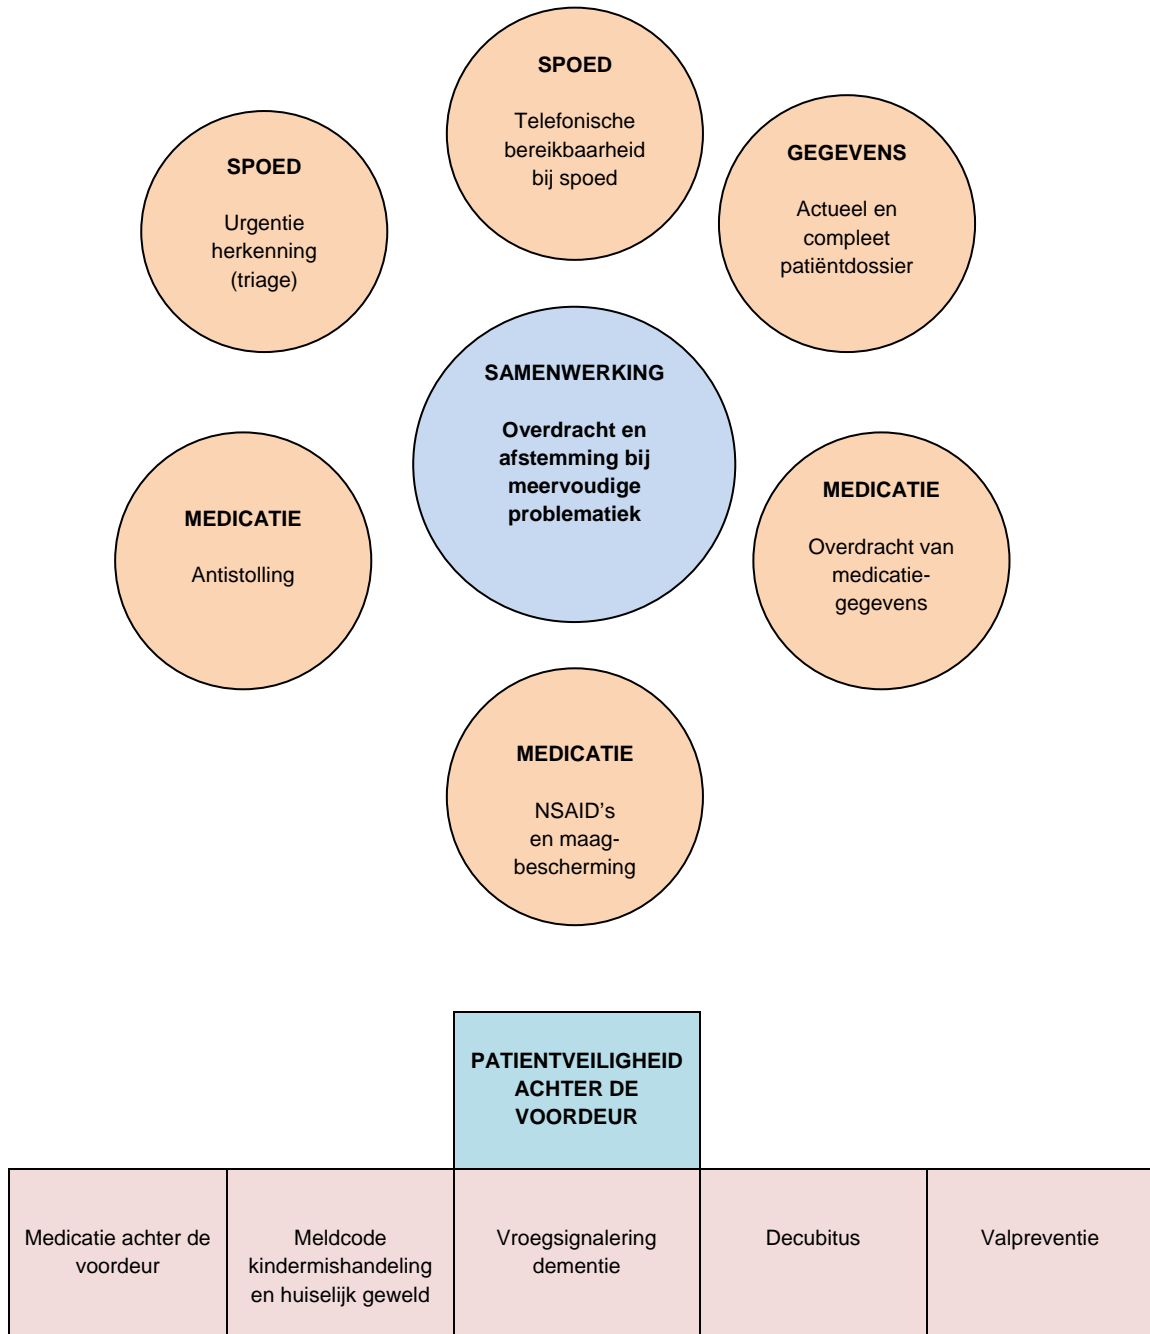 SPOED
Telefonische
bereikbaarheid
bij spoed
SPOED
Urgentie
herkenning
(triage)
GEGEVENS
Actueel en
compleet
patiëntdossier
SAMENWERKING
Overdracht en
afstemming bij
meervoudige
problematiek
MEDICATIE
Antistolling
MEDICATIE
Overdracht van
medicatie-
gegevens
MEDICATIE
NSAID’s
en maag-
bescherming
PATIENTVEILIGHEID
ACHTER DE
VOORDEUR
Medicatie achter de
voordeur
Meldcode
kindermishandeling
en huiselijk geweld
Vroegsignalering
dementie
Decubitus
Valpreventie